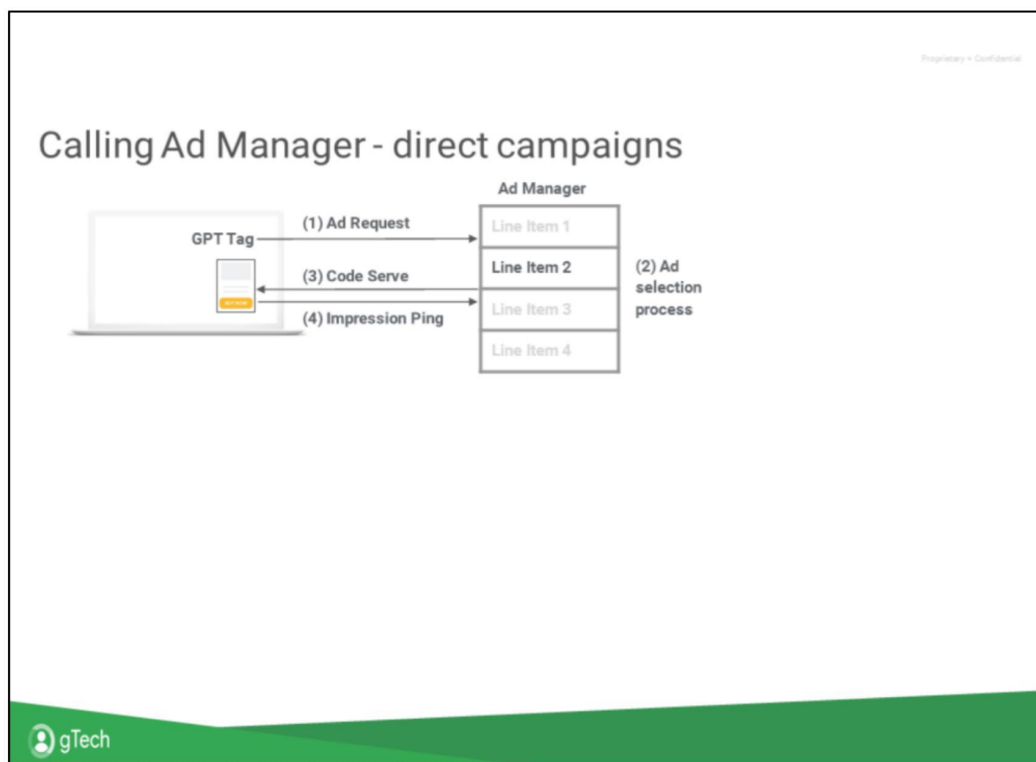 Proprietary + Confidential
Calling Ad Manager - direct campaigns
Ad Manager
GPT Tag
(1) Ad Request
(3) Code Serve
(4) Impression Ping
Line Item 1
Line Item 2
Line Item 3
Line Item 4
(2) Ad
selection
process
gTech